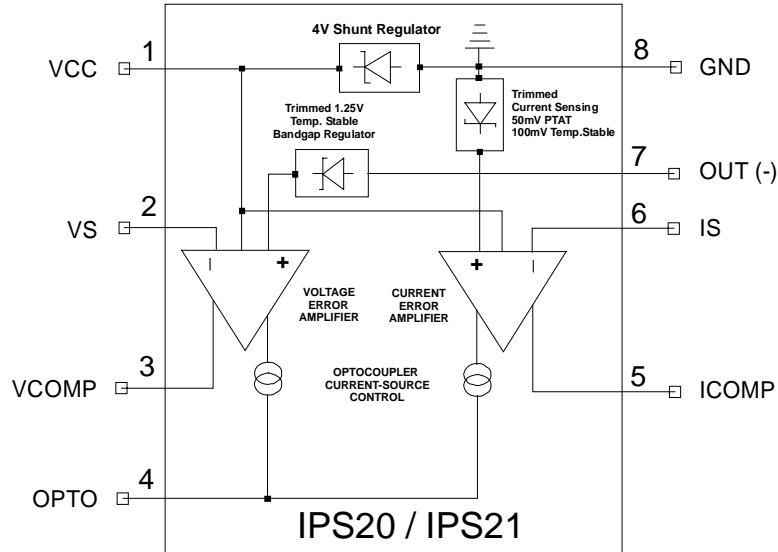 4V Shunt Regulator
1
8
VCC
GND
Trimmed 1.25V
Temp. Stable
Bandgap Regulator
Trimmed
Current Sensing
50mV PTAT
100mV Temp.Stable
7
OUT (-)
2
6
VS
IS
– +
+ –
VOLTAGE
ERROR
AMPLIFIER
CURRENT
ERROR
AMPLIFIER
3
5
VCOMP
ICOMP
OPTOCOUPLER
CURRENT-SOURCE
CONTROL
4
OPTO
IPS20 / IPS21